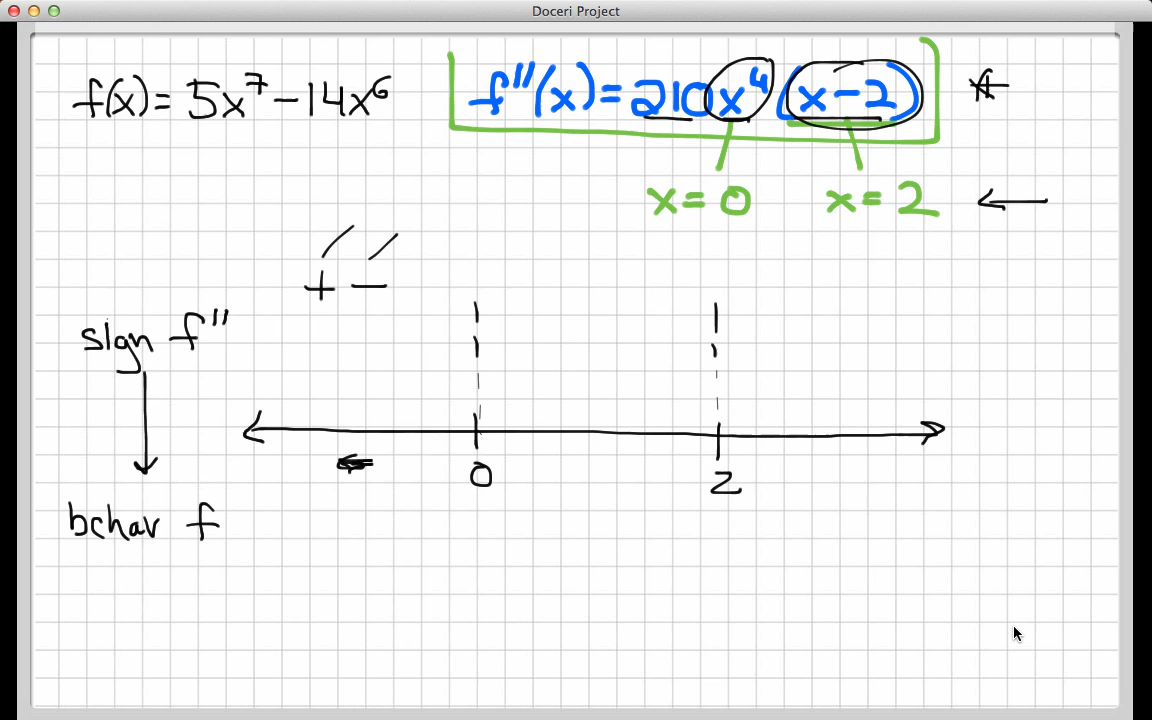 Doceri Project
f(x) = 5x⁷ - 14x⁶
f''(x) = 210x⁴(x - 2)
x = 0 x = 2
+ -
sign f''
0 2
behav f